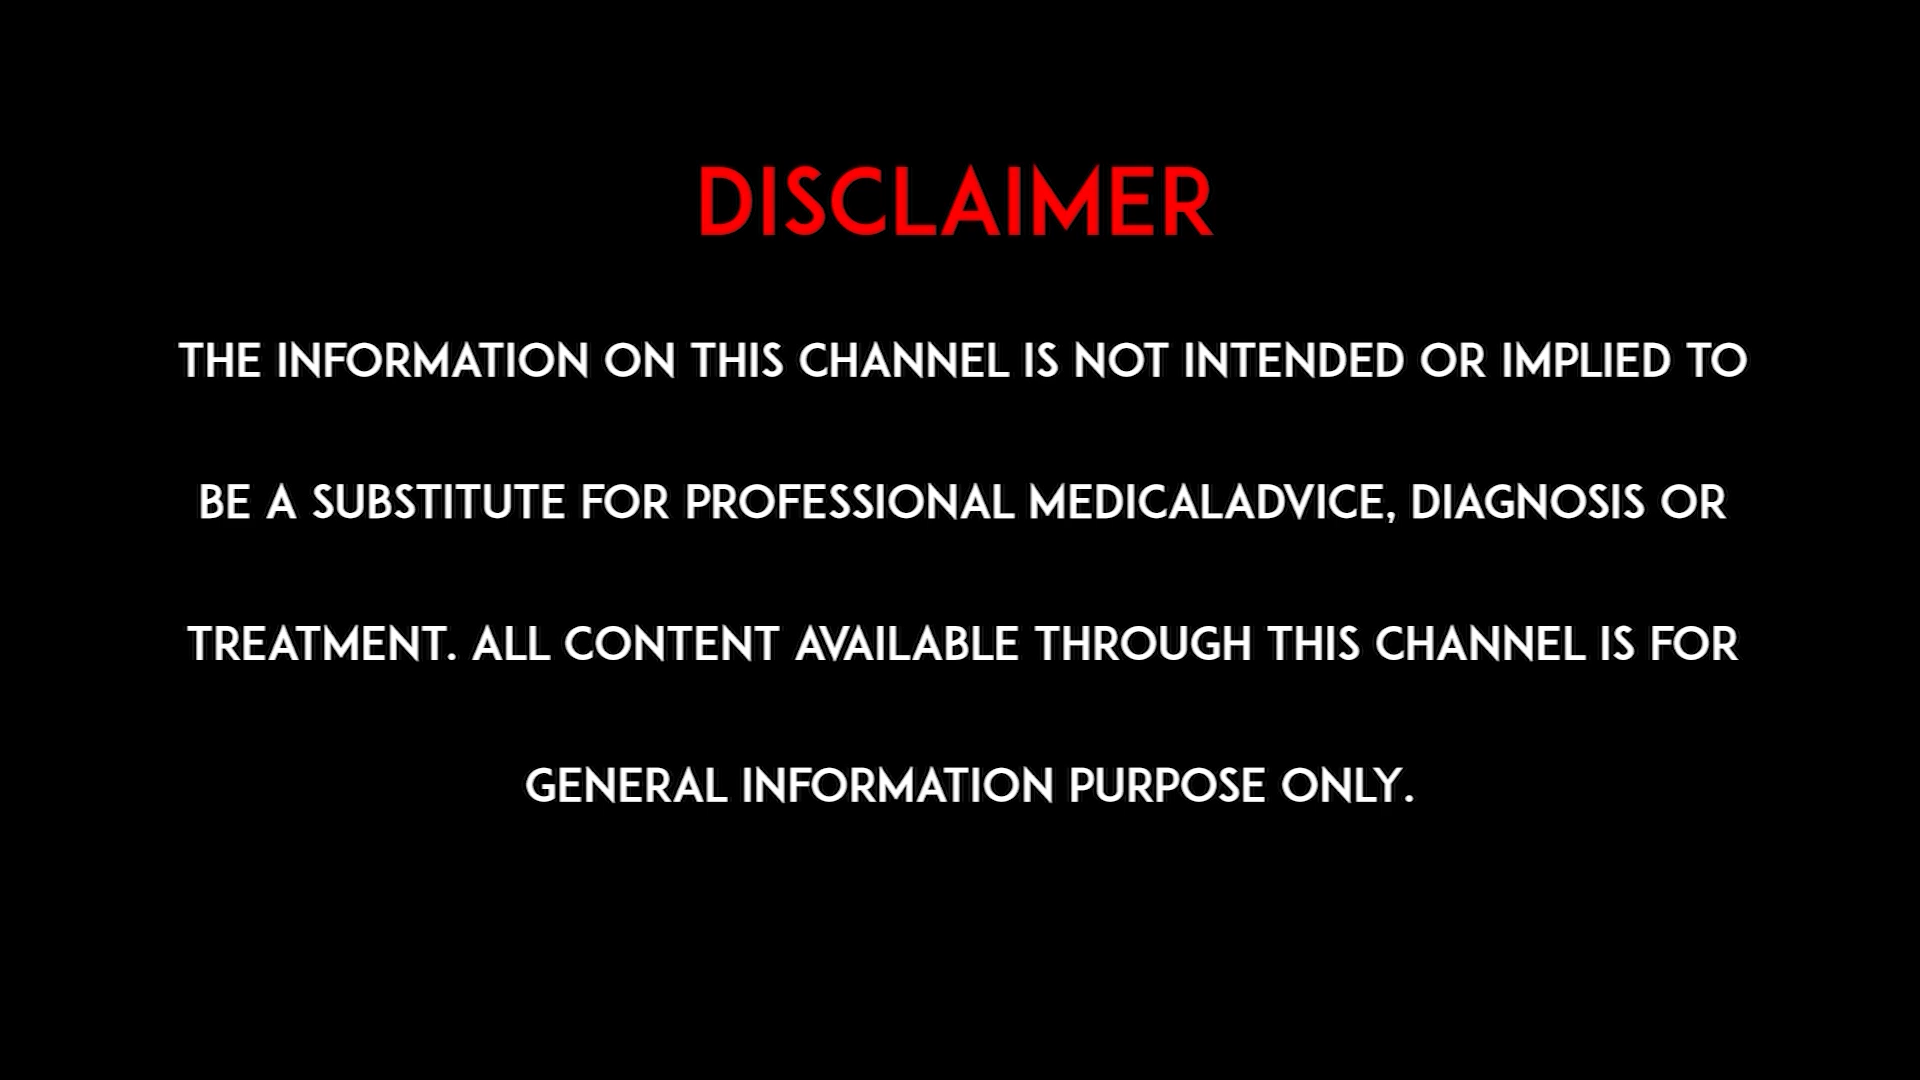 DISCLAIMER
THE INFORMATION ON THIS CHANNEL IS NOT INTENDED OR IMPLIED TO
BE A SUBSTITUTE FOR PROFESSIONAL MEDICALADVICE, DIAGNOSIS OR
TREATMENT. ALL CONTENT AVAILABLE THROUGH THIS CHANNEL IS FOR
GENERAL INFORMATION PURPOSE ONLY.